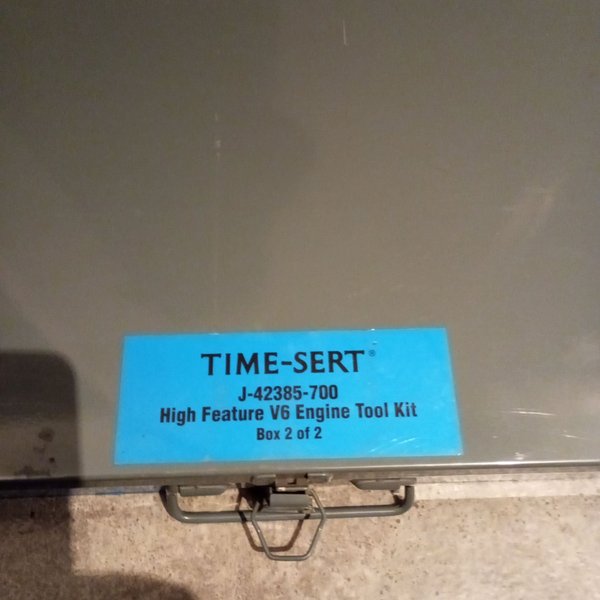 TIME-SERT®
J-42385-700
High Feature V6 Engine Tool Kit
Box 2 of 2